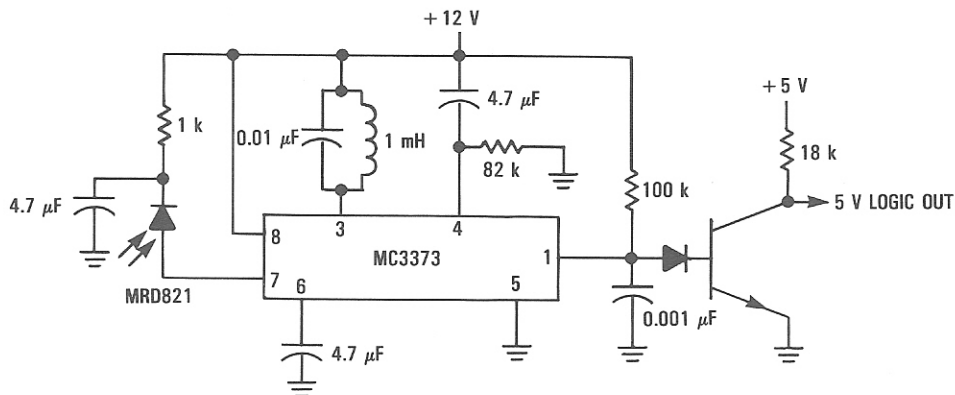 +12 V
+5 V
1 k
0.01 μF
1 mH
4.7 μF
82 k
18 k
4.7 μF
100 k
5 V LOGIC OUT
8
3
4
MC3373
1
7
6
5
MRD821
0.001 μF
4.7 μF